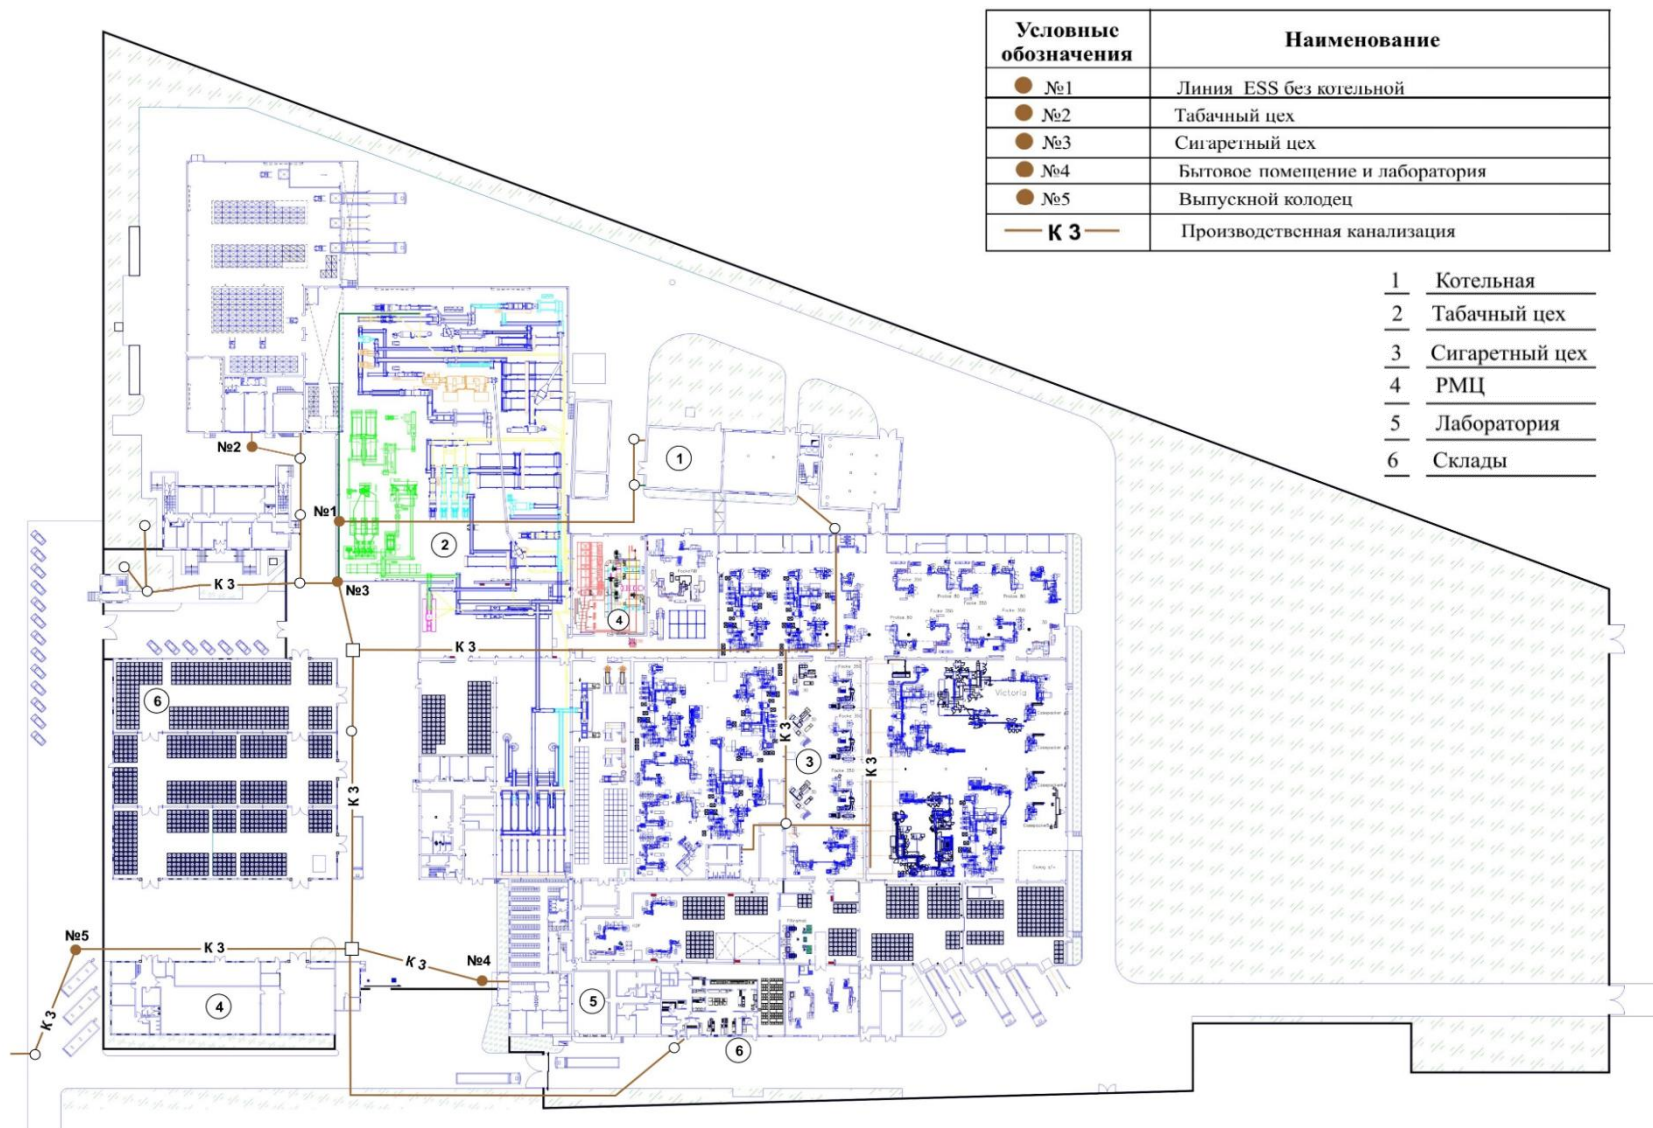 Условные обозначения
Наименование
№1 Линия ESS без котельной
№2 Табачный цех
№3 Сигаретный цех
№4 Бытовое помещение и лаборатория
№5 Выпускной колодец
К 3 Производственная канализация
1 Котельная
2 Табачный цех
3 Сигаретный цех
4 РМЦ
5 Лаборатория
6 Склады
№2
1
№1
2
К 3
№3
4
К 3
6
Victoria
К 3
3
К 3
К 3
№5
К 3
К 3
№4
4
5
К 3
6